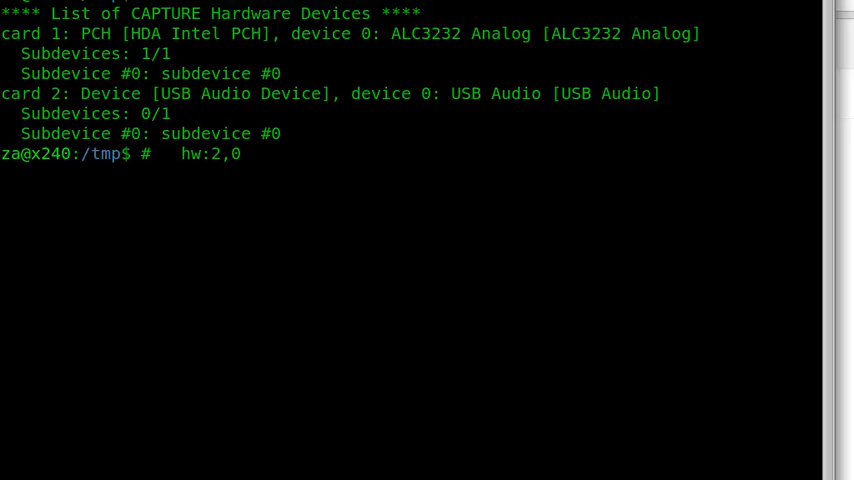 **** List of CAPTURE Hardware Devices ****
card 1: PCH [HDA Intel PCH], device 0: ALC3232 Analog [ALC3232 Analog]
  Subdevices: 1/1
  Subdevice #0: subdevice #0
card 2: Device [USB Audio Device], device 0: USB Audio [USB Audio]
  Subdevices: 0/1
  Subdevice #0: subdevice #0
za@x240:/tmp$ #   hw:2,0